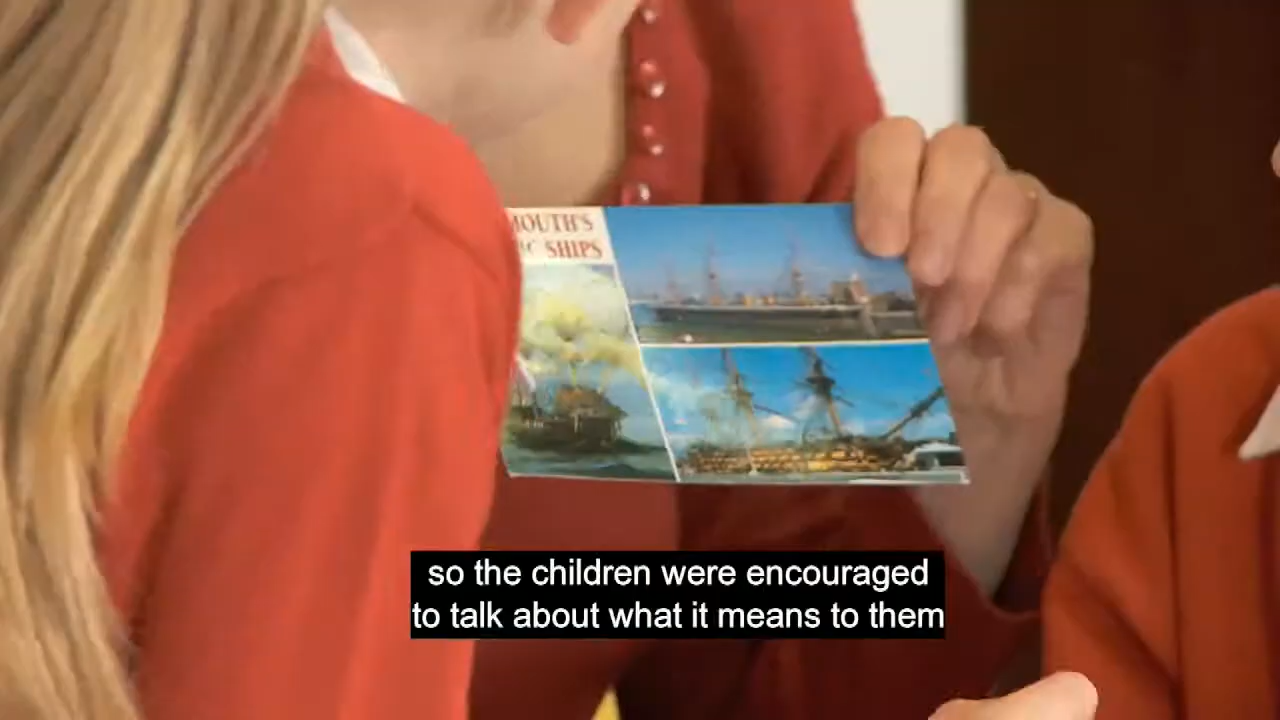 MOUTH'S
SHIPS
so the children were encouraged
to talk about what it means to them